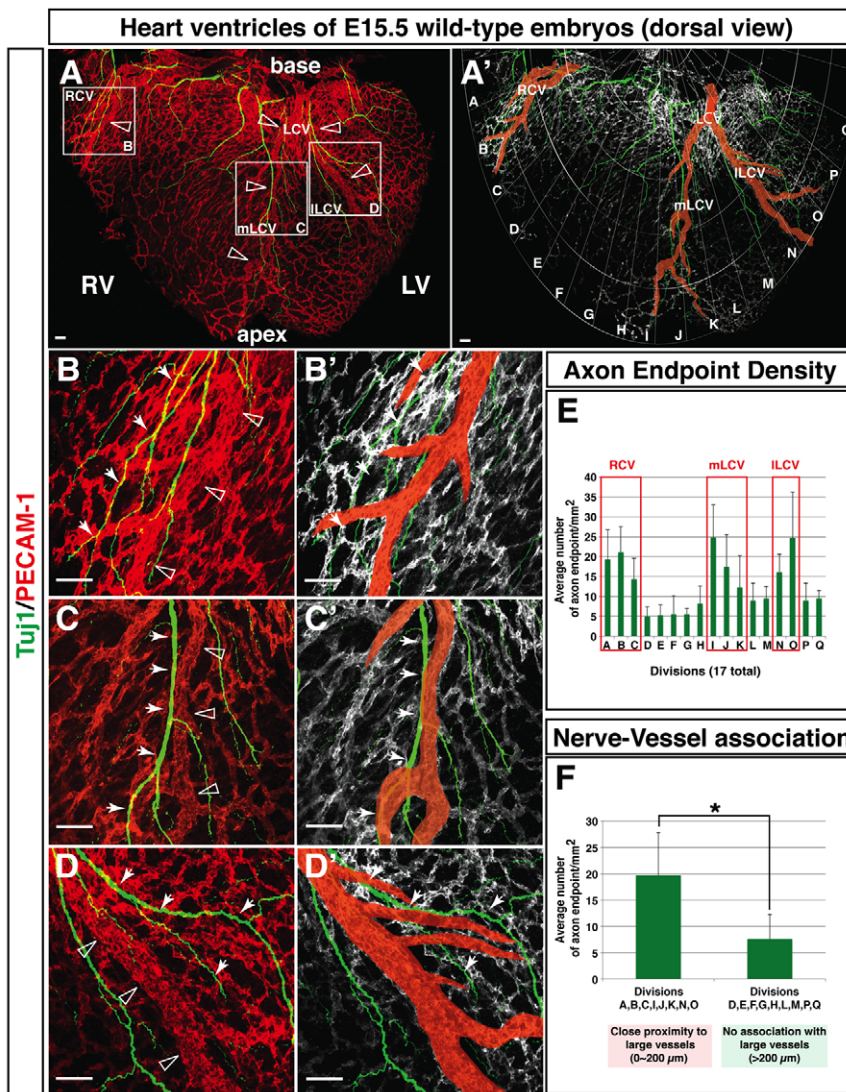 Heart ventricles of E15.5 wild-type embryos (dorsal view)
Tuj1/PECAM-1
A
base
RCV
B
LCV
mLCV
C
lLCV
D
RV
LV
apex
A'
RCV
LCV
lLCV
mLCV
A
B
C
D
E
F
G
H
I
J
K
L
M
N
O
P
Q
B
B'
C
C'
D
D'
Axon Endpoint Density
E
RCV
mLCV
lLCV
Average number
of axon endpoint/mm2
40
35
30
25
20
15
10
5
0
A B C D E F G H I J K L M N O P Q
Divisions (17 total)
Nerve-Vessel association
F
*
Average number
of axon endpoint/mm2
30
25
20
15
10
5
0
Divisions
A,B,C,I,J,K,N,O
Divisions
D,E,F,G,H,L,M,P,Q
Close proximity to
large vessels
(0~200 µm)
No association with
large vessels
(>200 µm)